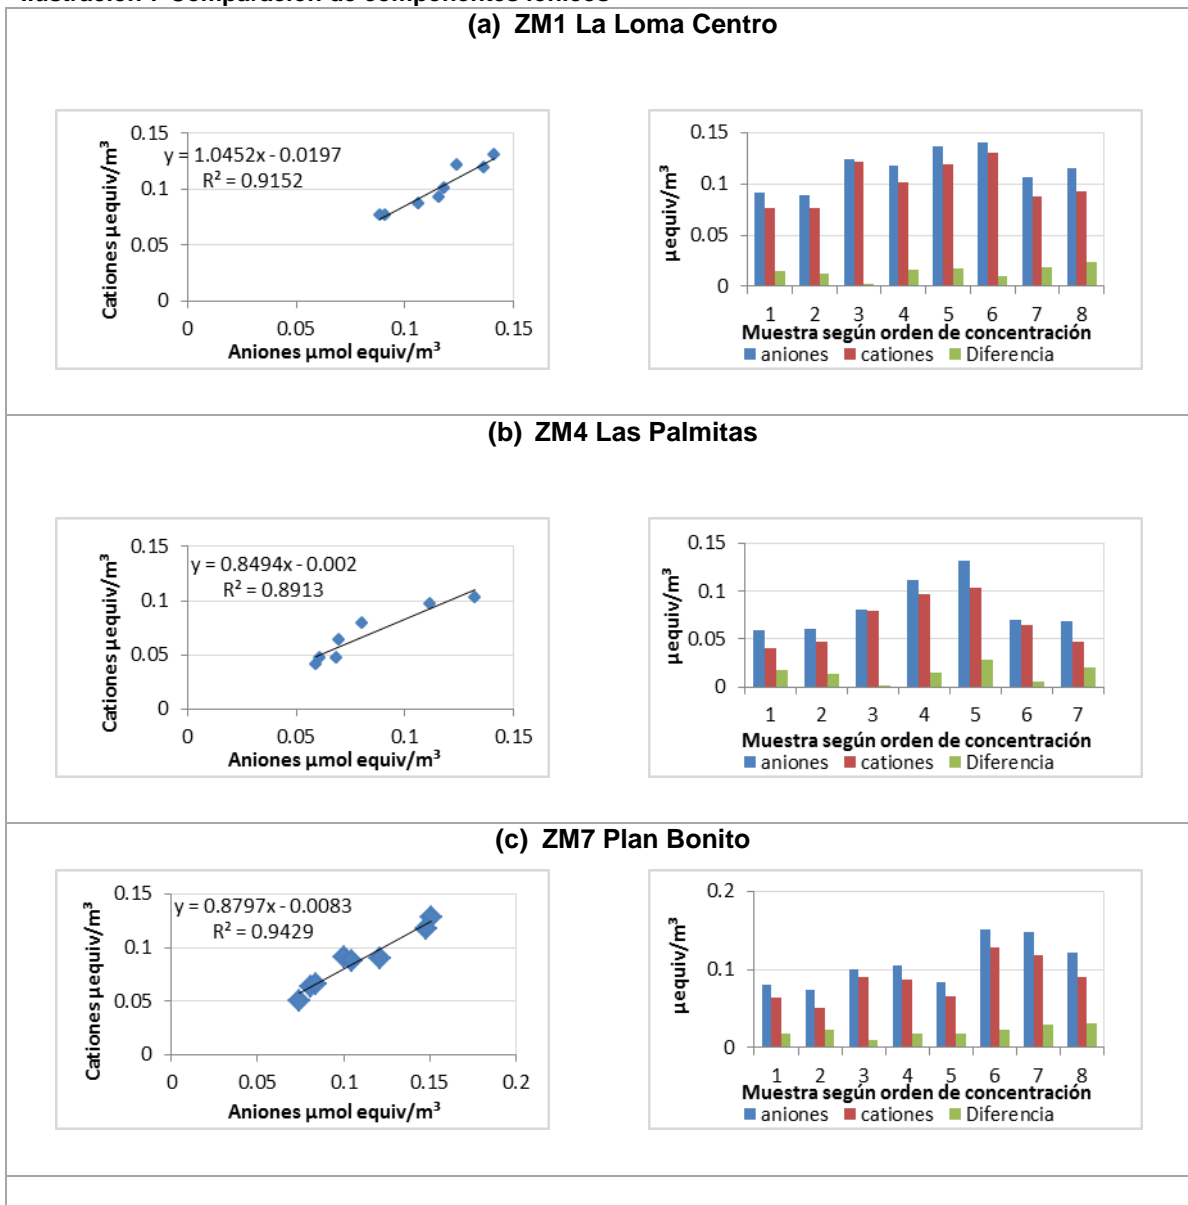 Ilustración 7 Comparación de componentes iónicos
(a) ZM1 La Loma Centro
Cationes µequiv/m³
0.15
0.1
0.05
0
y = 1.0452x - 0.0197
R² = 0.9152
0 0.05 0.1 0.15
Aniones µmol equiv/m³
µequiv/m³
0.15
0.1
0.05
0
1 2 3 4 5 6 7 8
Muestra según orden de concentración
aniones cationes Diferencia
(b) ZM4 Las Palmitas
Cationes µequiv/m³
0.15
0.1
0.05
0
y = 0.8494x - 0.002
R² = 0.8913
0 0.05 0.1 0.15
Aniones µmol equiv/m³
µequiv/m³
0.15
0.1
0.05
0
1 2 3 4 5 6 7
Muestra según orden de concentración
aniones cationes Diferencia
(c) ZM7 Plan Bonito
Cationes µequiv/m³
0.15
0.1
0.05
0
y = 0.8797x - 0.0083
R² = 0.9429
0 0.05 0.1 0.15 0.2
Aniones µmol equiv/m³
µequiv/m³
0.2
0.1
0
1 2 3 4 5 6 7 8
Muestra según orden de concentración
aniones cationes Diferencia